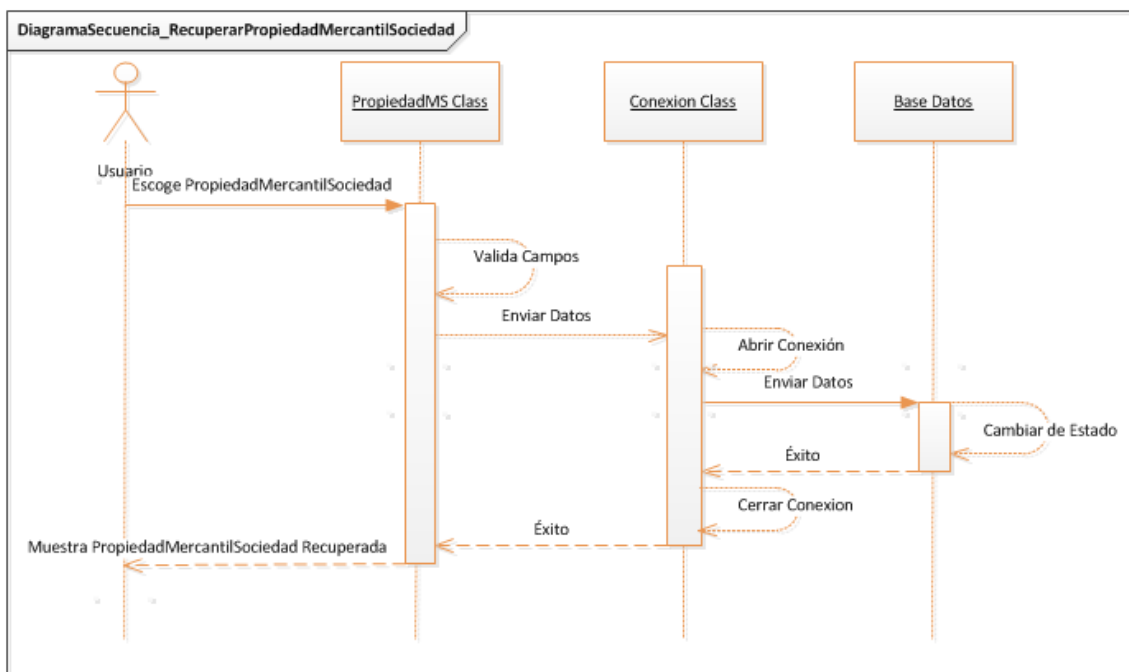 DiagramaSecuencia_RecuperarPropiedadMercantilSociedad
PropiedadMS Class
Conexion Class
Base Datos
Usuario
Escoge PropiedadMercantilSociedad
Valida Campos
Enviar Datos
Abrir Conexión
Enviar Datos
Cambiar de Estado
Éxito
Cerrar Conexion
Éxito
Muestra PropiedadMercantilSociedad Recuperada